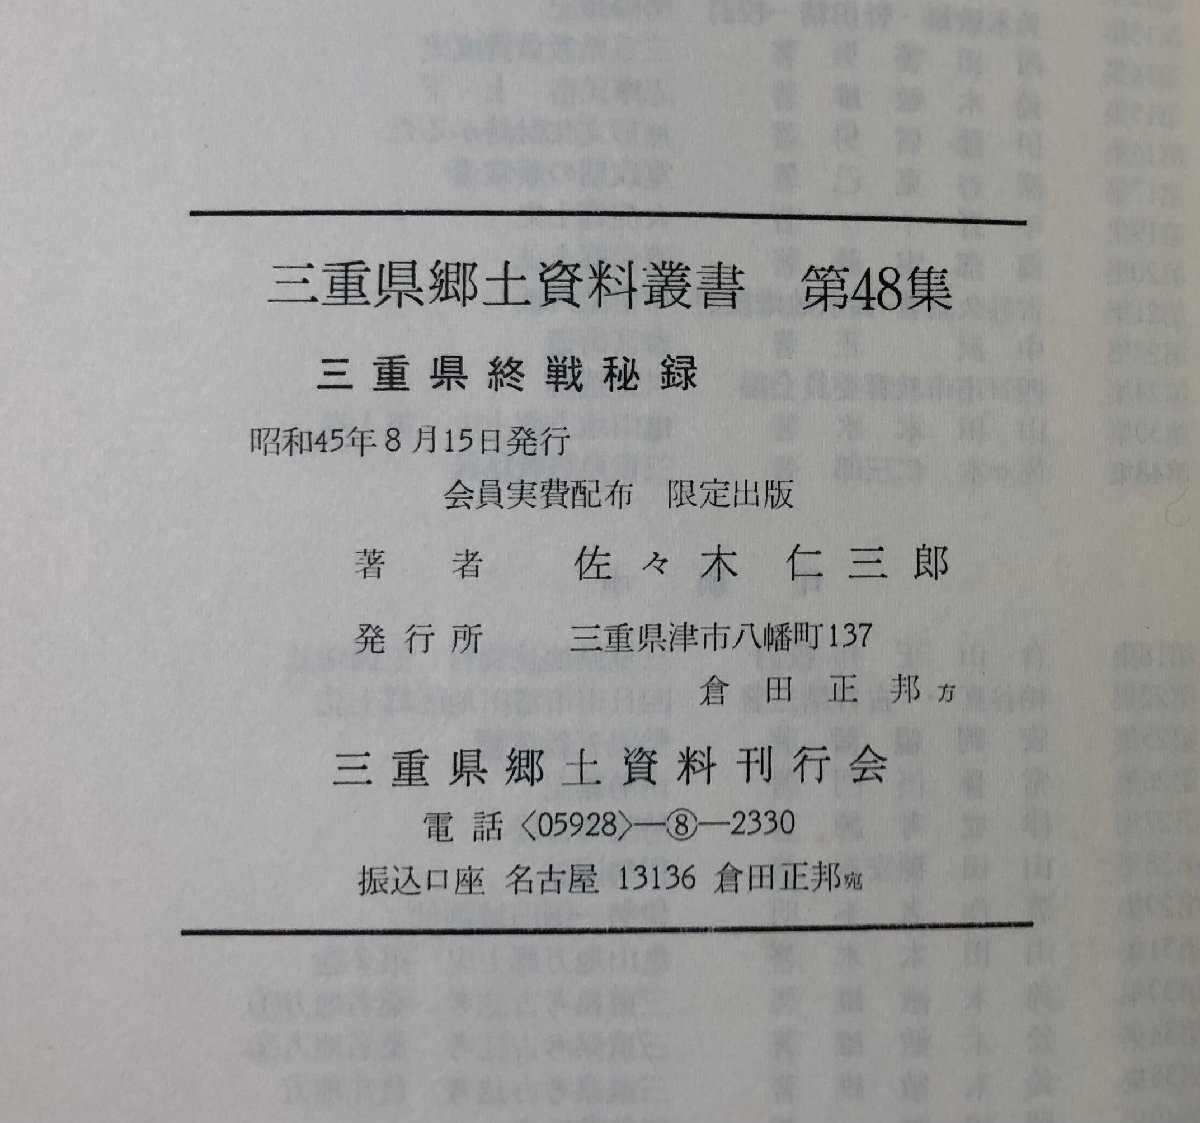 三重県郷土資料叢書　第48集
三重県終戦秘録
昭和45年8月15日発行
会員実費配布　限定出版
著者　佐々木仁三郎
発行所　三重県津市八幡町137
倉田正邦方
三重県郷土資料刊行会
電話〈05928〉―⑧―2330
振込口座 名古屋 13136 倉田正邦宛